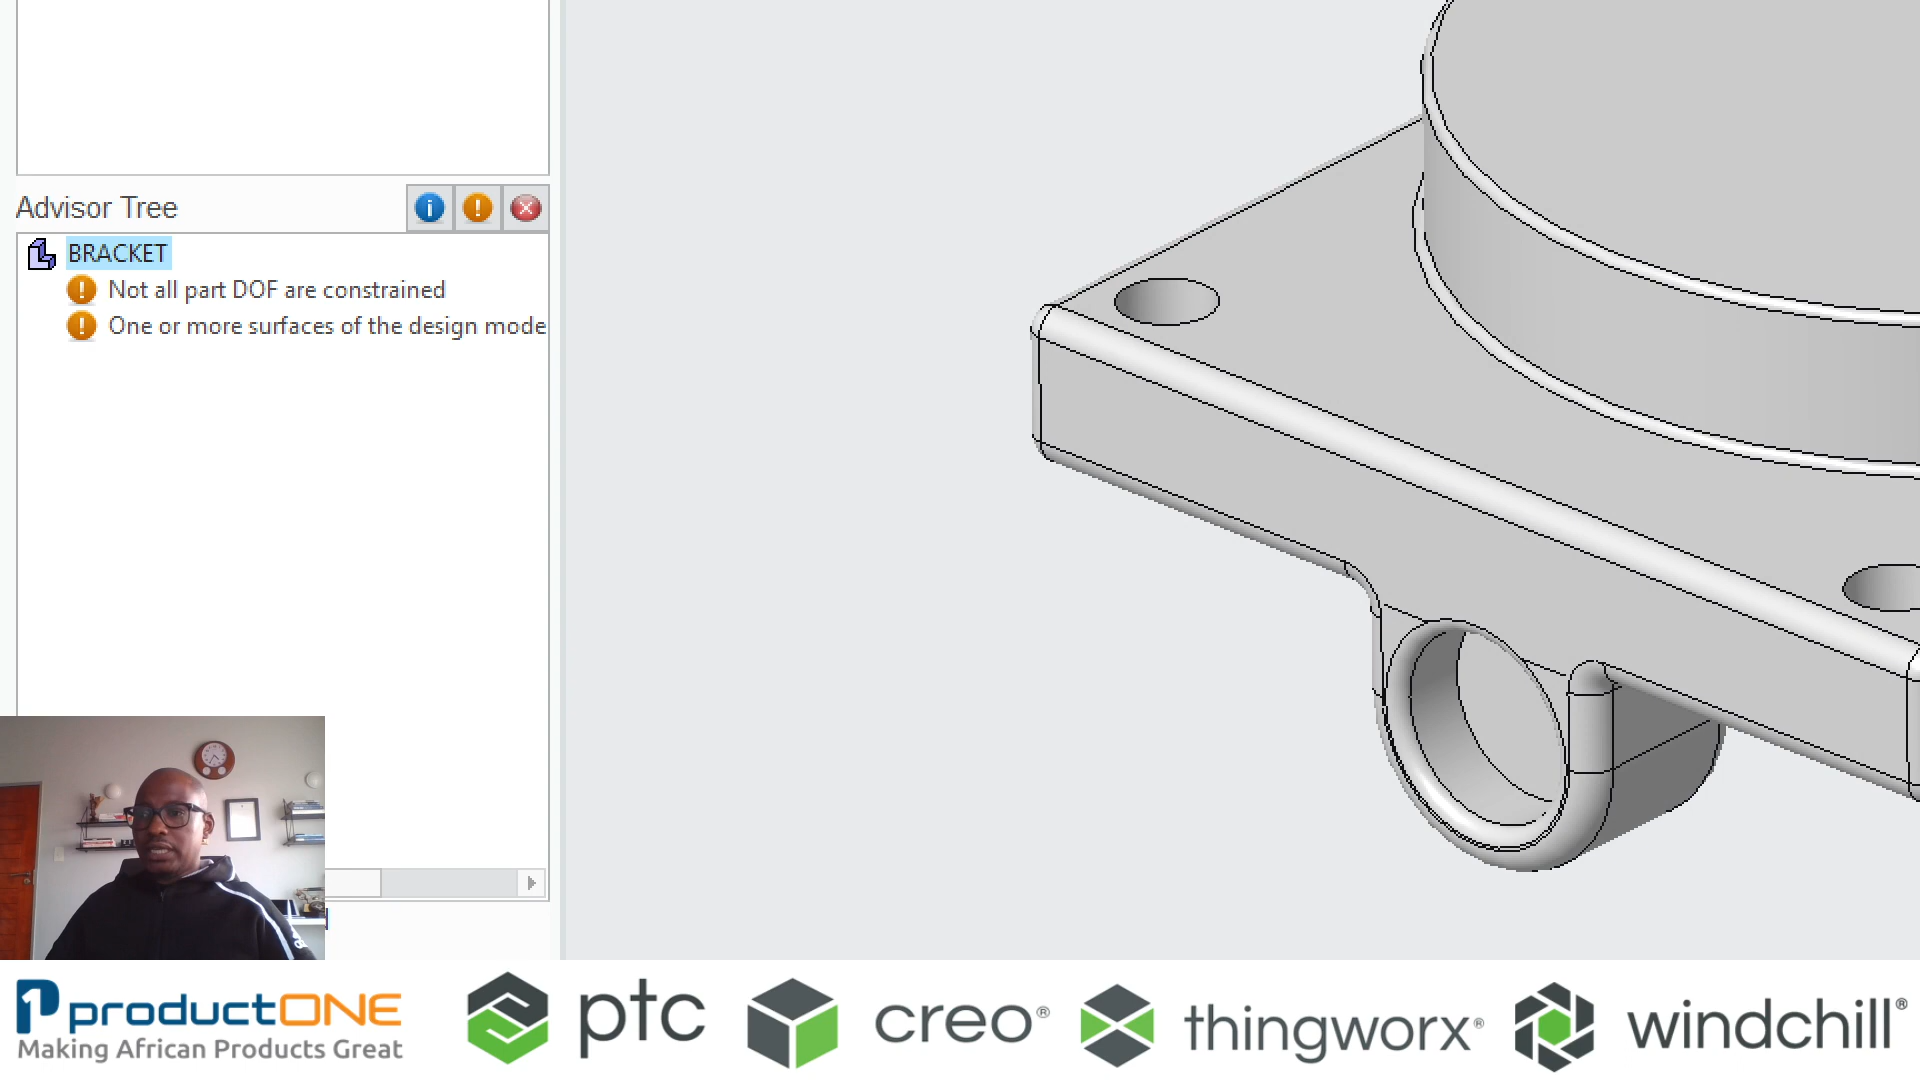 Advisor Tree
BRACKET
Not all part DOF are constrained
One or more surfaces of the design mode
productONE
Making African Products Great
ptc
creo®
thingworx®
windchill®